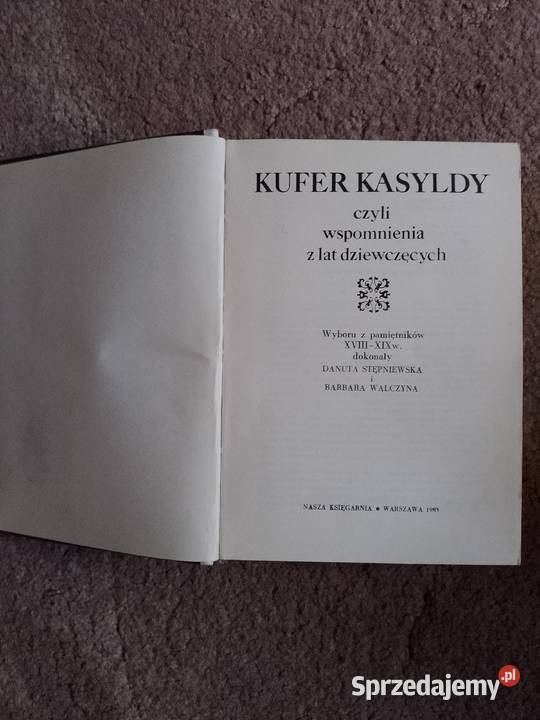 KUFER KASYLDY
czyli
wspomnienia
z lat dziewczęcych
Wyboru z pamiętników
XVIII-XIX w.
dokonały
DANUTA STĘPNIEWSKA
i
BARBARA WALCZYNA
NASZA KSIĘGARNIA • WARSZAWA 1983
Sprzedajemy.pl